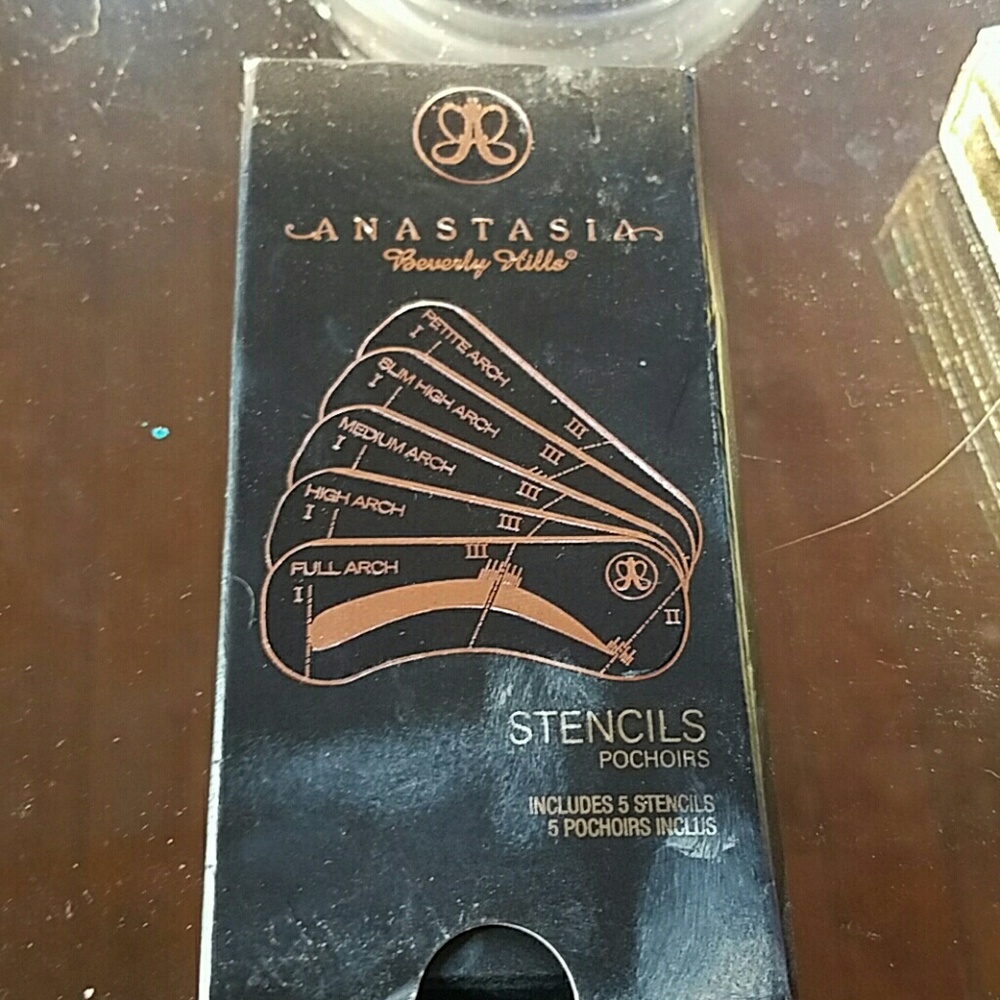 ANASTASIA
Beverly Hills®
PETITE ARCH
I
III
SLIM HIGH ARCH
I
III
MEDIUM ARCH
I
III
HIGH ARCH
I
III
FULL ARCH
I
III
II
STENCILS
POCHOIRS
INCLUDES 5 STENCILS
5 POCHOIRS INCLUS